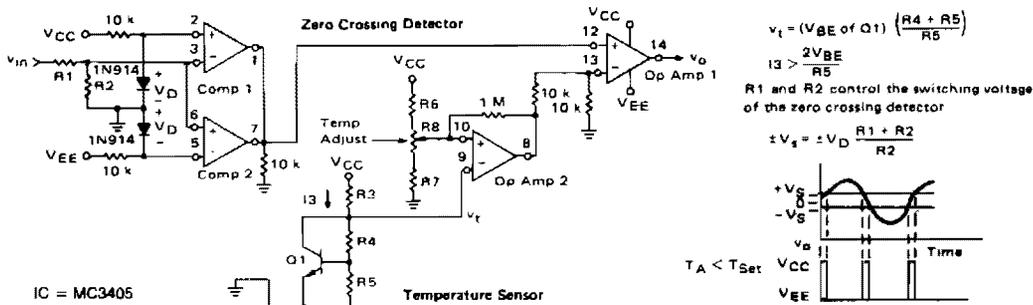 10 k
2
Zero Crossing Detector
VCC
VCC
+
12
14
vin
3
1
+
vo
R1
1N914
Comp 1
13
Op Amp 1
R2
+
VD
VCC
VEE
-
R6
10 k
+
VD
6
7
1 M
10 k
1N914
5
Temp
Adjust
R8
10
+
8
VEE
Comp 2
10 k
9
10 k
VCC
R7
Op Amp 2
R3
I3
vt
R4
Q1
R5
IC = MC3405
Temperature Sensor
vt = (VBE of Q1) (R4 + R5 / R5)
I3 > 2VBE / R5
R1 and R2 control the switching voltage
of the zero crossing detector
±Vs = ±VD R1 + R2 / R2
+VS
0
-VS
vo
Time
TA < TSet
VCC
VEE